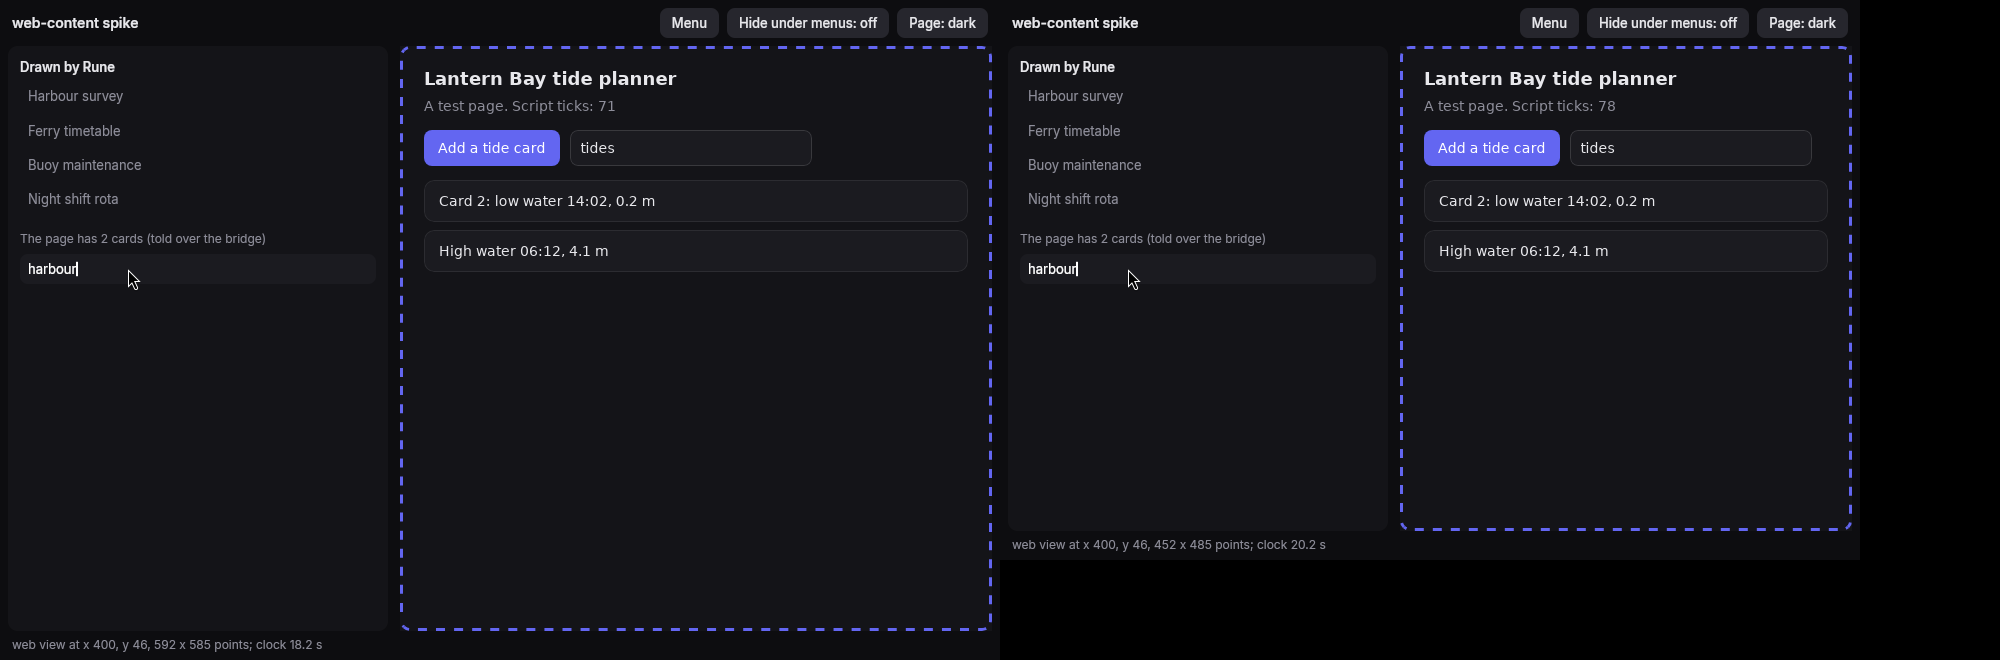 web-content spike
Menu
Hide under menus: off
Page: dark
Drawn by Rune
Harbour survey
Ferry timetable
Buoy maintenance
Night shift rota
The page has 2 cards (told over the bridge)
harbour
Lantern Bay tide planner
A test page. Script ticks: 71
Add a tide card
tides
Card 2: low water 14:02, 0.2 m
High water 06:12, 4.1 m
web view at x 400, y 46, 592 x 585 points; clock 18.2 s
web-content spike
Menu
Hide under menus: off
Page: dark
Drawn by Rune
Harbour survey
Ferry timetable
Buoy maintenance
Night shift rota
The page has 2 cards (told over the bridge)
harbour
Lantern Bay tide planner
A test page. Script ticks: 78
Add a tide card
tides
Card 2: low water 14:02, 0.2 m
High water 06:12, 4.1 m
web view at x 400, y 46, 452 x 485 points; clock 20.2 s